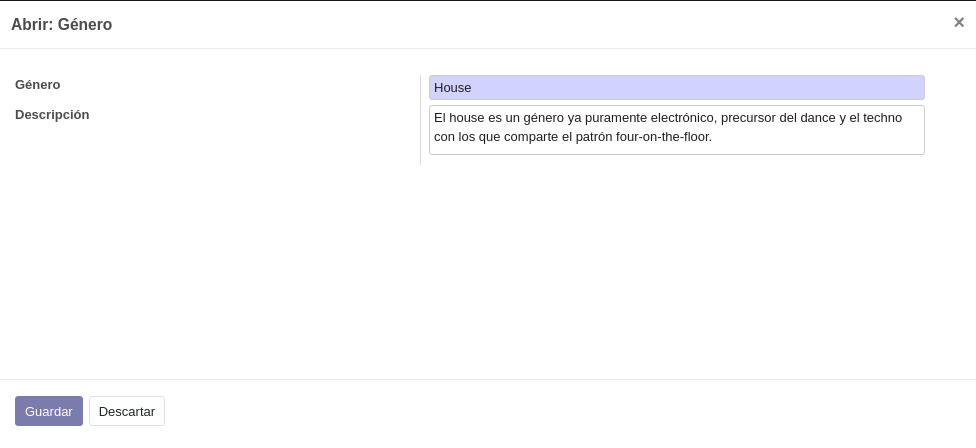 Abrir: Género
×
Género
House
Descripción
El house es un género ya puramente electrónico, precursor del dance y el techno
con los que comparte el patrón four-on-the-floor.
Guardar
Descartar